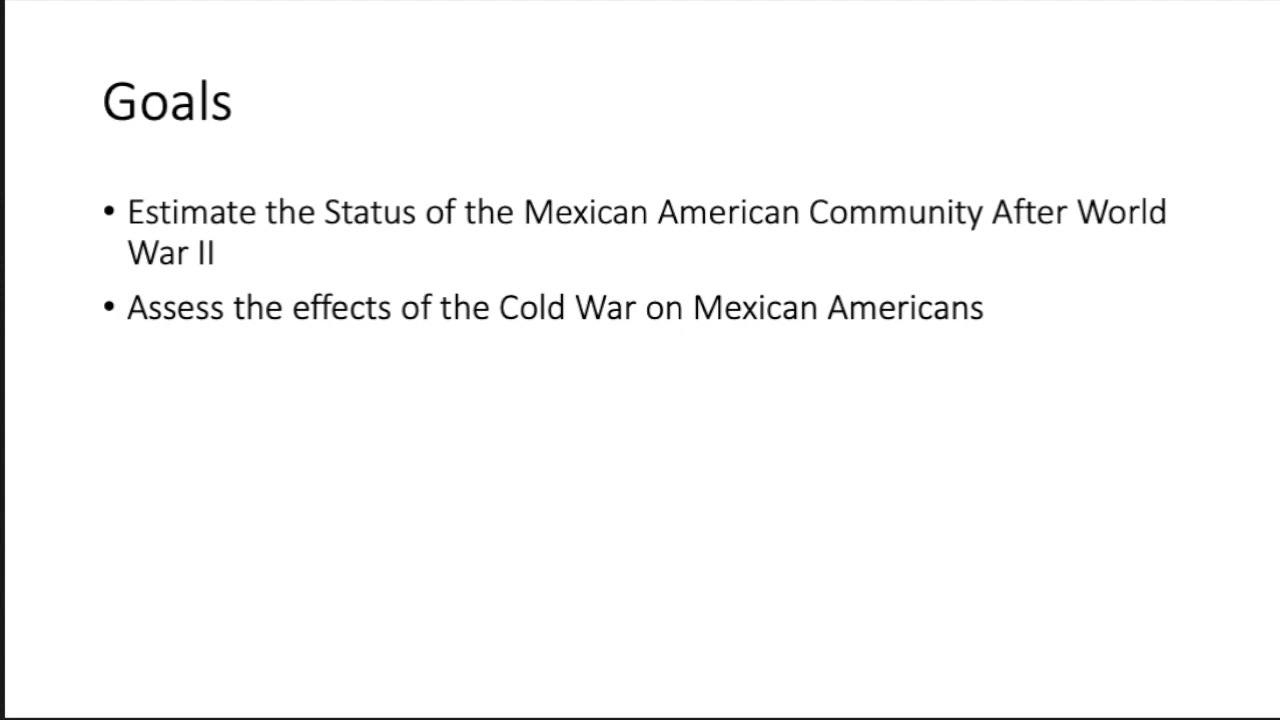 Goals
• Estimate the Status of the Mexican American Community After World
War II
• Assess the effects of the Cold War on Mexican Americans